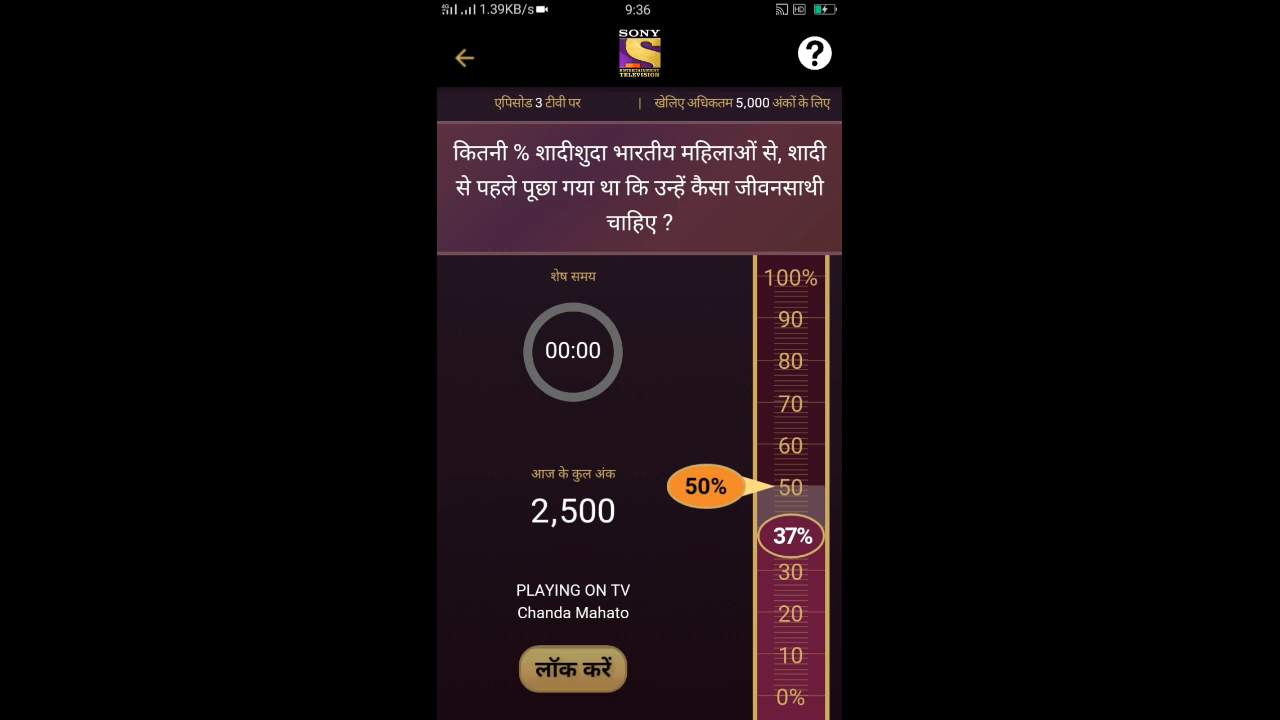 1.39KB/s
9:36
HD
SONY
ENTERTAINMENT
TELEVISION
?
एपिसोड 3 टीवी पर | खेलिए अधिकतम 5,000 अंकों के लिए
कितनी % शादीशुदा भारतीय महिलाओं से, शादी
से पहले पूछा गया था कि उन्हें कैसा जीवनसाथी
चाहिए ?
शेष समय
00:00
आज के कुल अंक
2,500
PLAYING ON TV
Chanda Mahato
लॉक करें
50%
100%
90
80
70
60
50
37%
30
20
10
0%